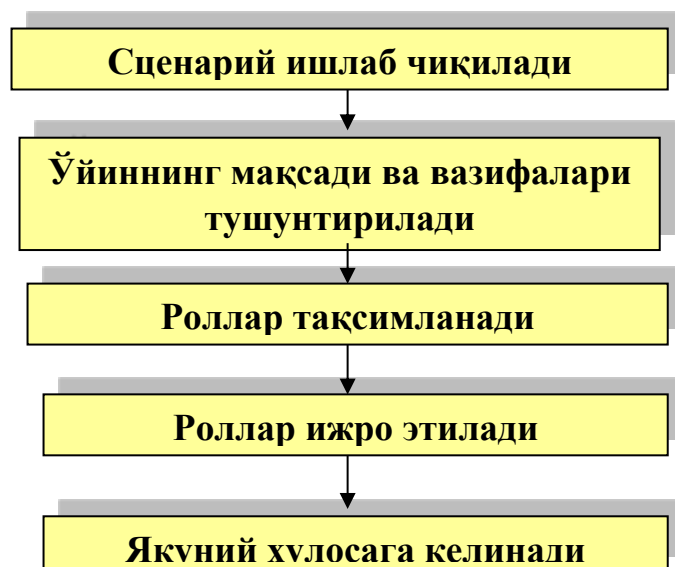 Сценарий ишлаб чиқилади
Ўйиннинг мақсади ва вазифалари
тушунтирилади
Роллар тақсимланади
Роллар ижро этилади
Якуний хулосага келинади